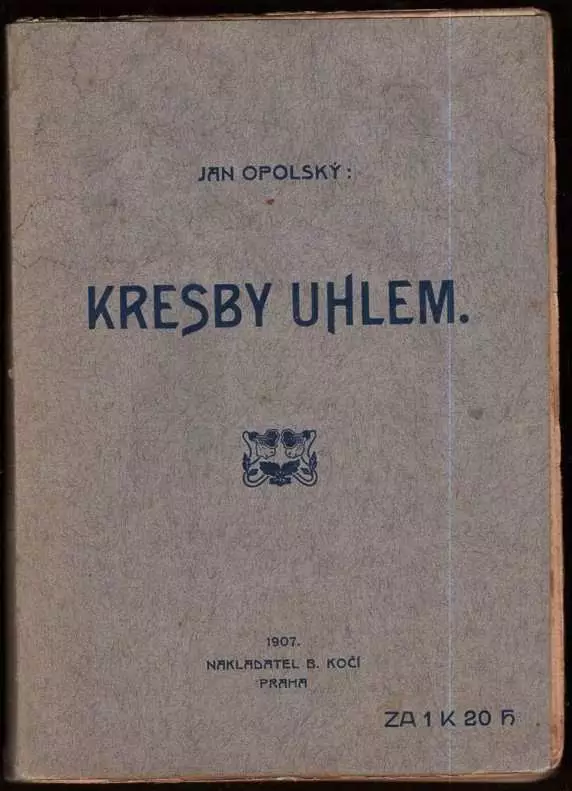 JAN OPOLSKÝ:
KRESBY UHLEM.
1907.
NAKLADATEL B. KOČÍ
PRAHA
ZA 1 K 20 h